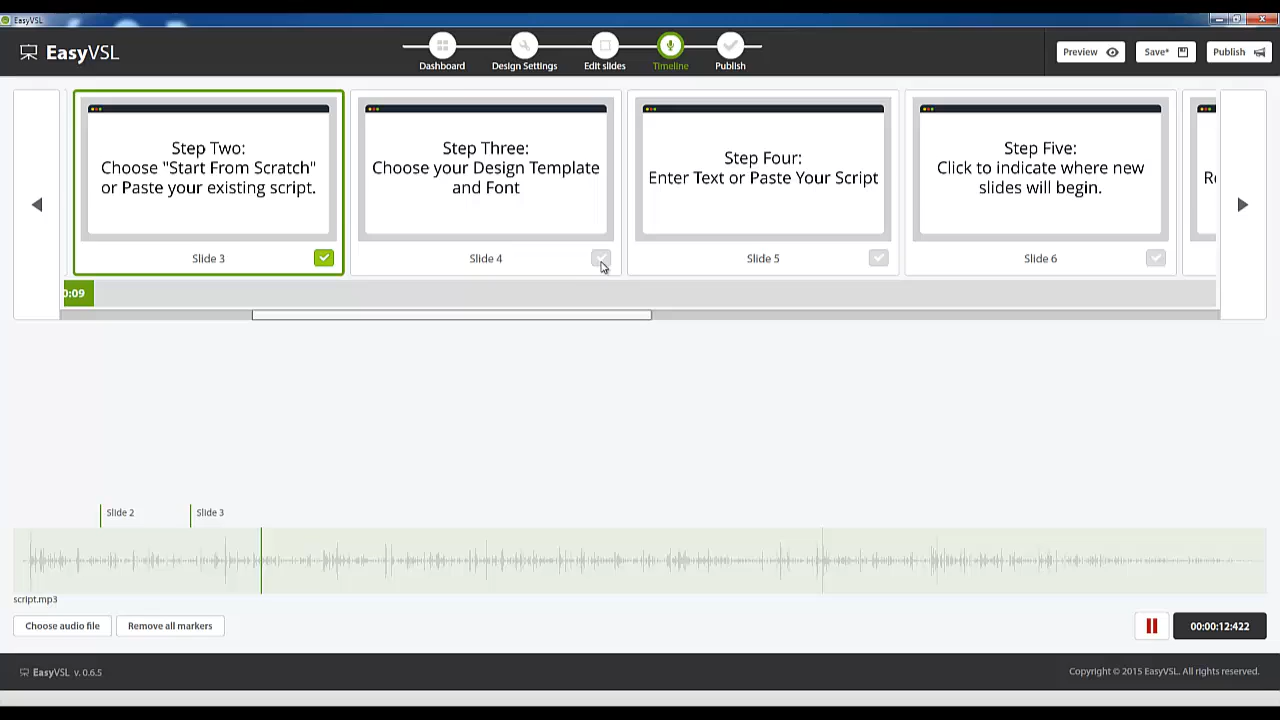 EasyVSL
EasyVSL
Dashboard
Design Settings
Edit slides
Timeline
Publish
Preview
Save*
Publish
Step Two:
Choose "Start From Scratch"
or Paste your existing script.
Slide 3
Step Three:
Choose your Design Template
and Font
Slide 4
Step Four:
Enter Text or Paste Your Script
Slide 5
Step Five:
Click to indicate where new
slides will begin.
Slide 6
0:09
Slide 2
Slide 3
script.mp3
Choose audio file
Remove all markers
00:00:12:422
EasyVSL v. 0.6.5
Copyright © 2015 EasyVSL. All rights reserved.